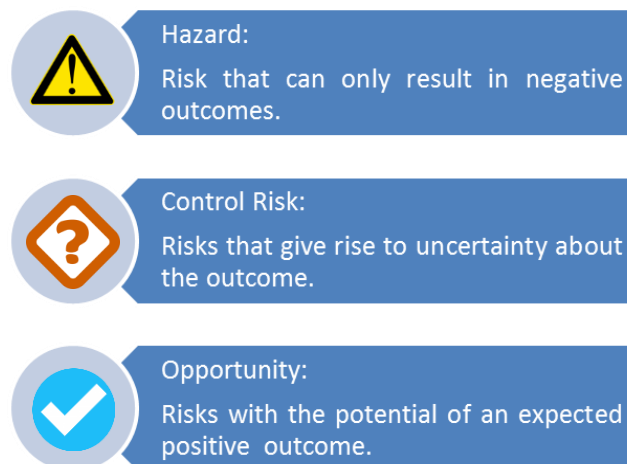 Hazard:
Risk that can only result in negative
outcomes.
Control Risk:
Risks that give rise to uncertainty about
the outcome.
Opportunity:
Risks with the potential of an expected
positive outcome.